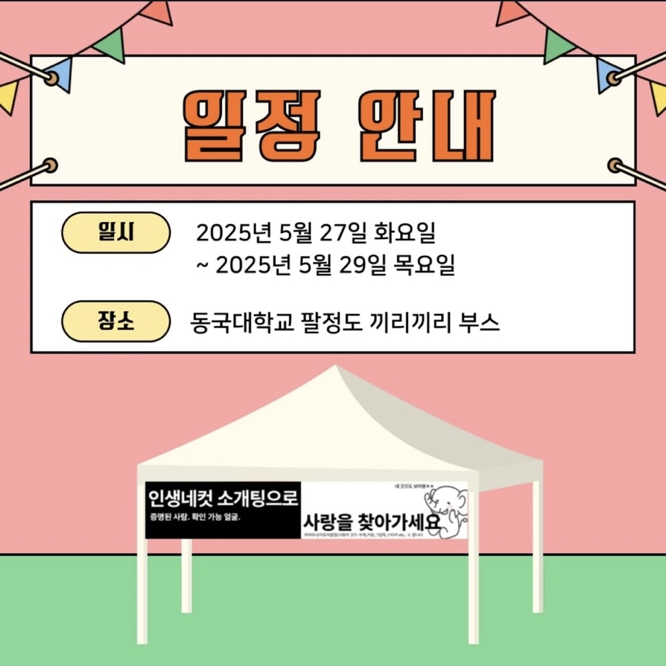 일정 안내
일시
2025년 5월 27일 화요일
~ 2025년 5월 29일 목요일
장소
동국대학교 팔정도 끼리끼리 부스
인생네컷 소개팅으로
증명된 사람. 확인 가능 얼굴.
사랑을 찾아가세요